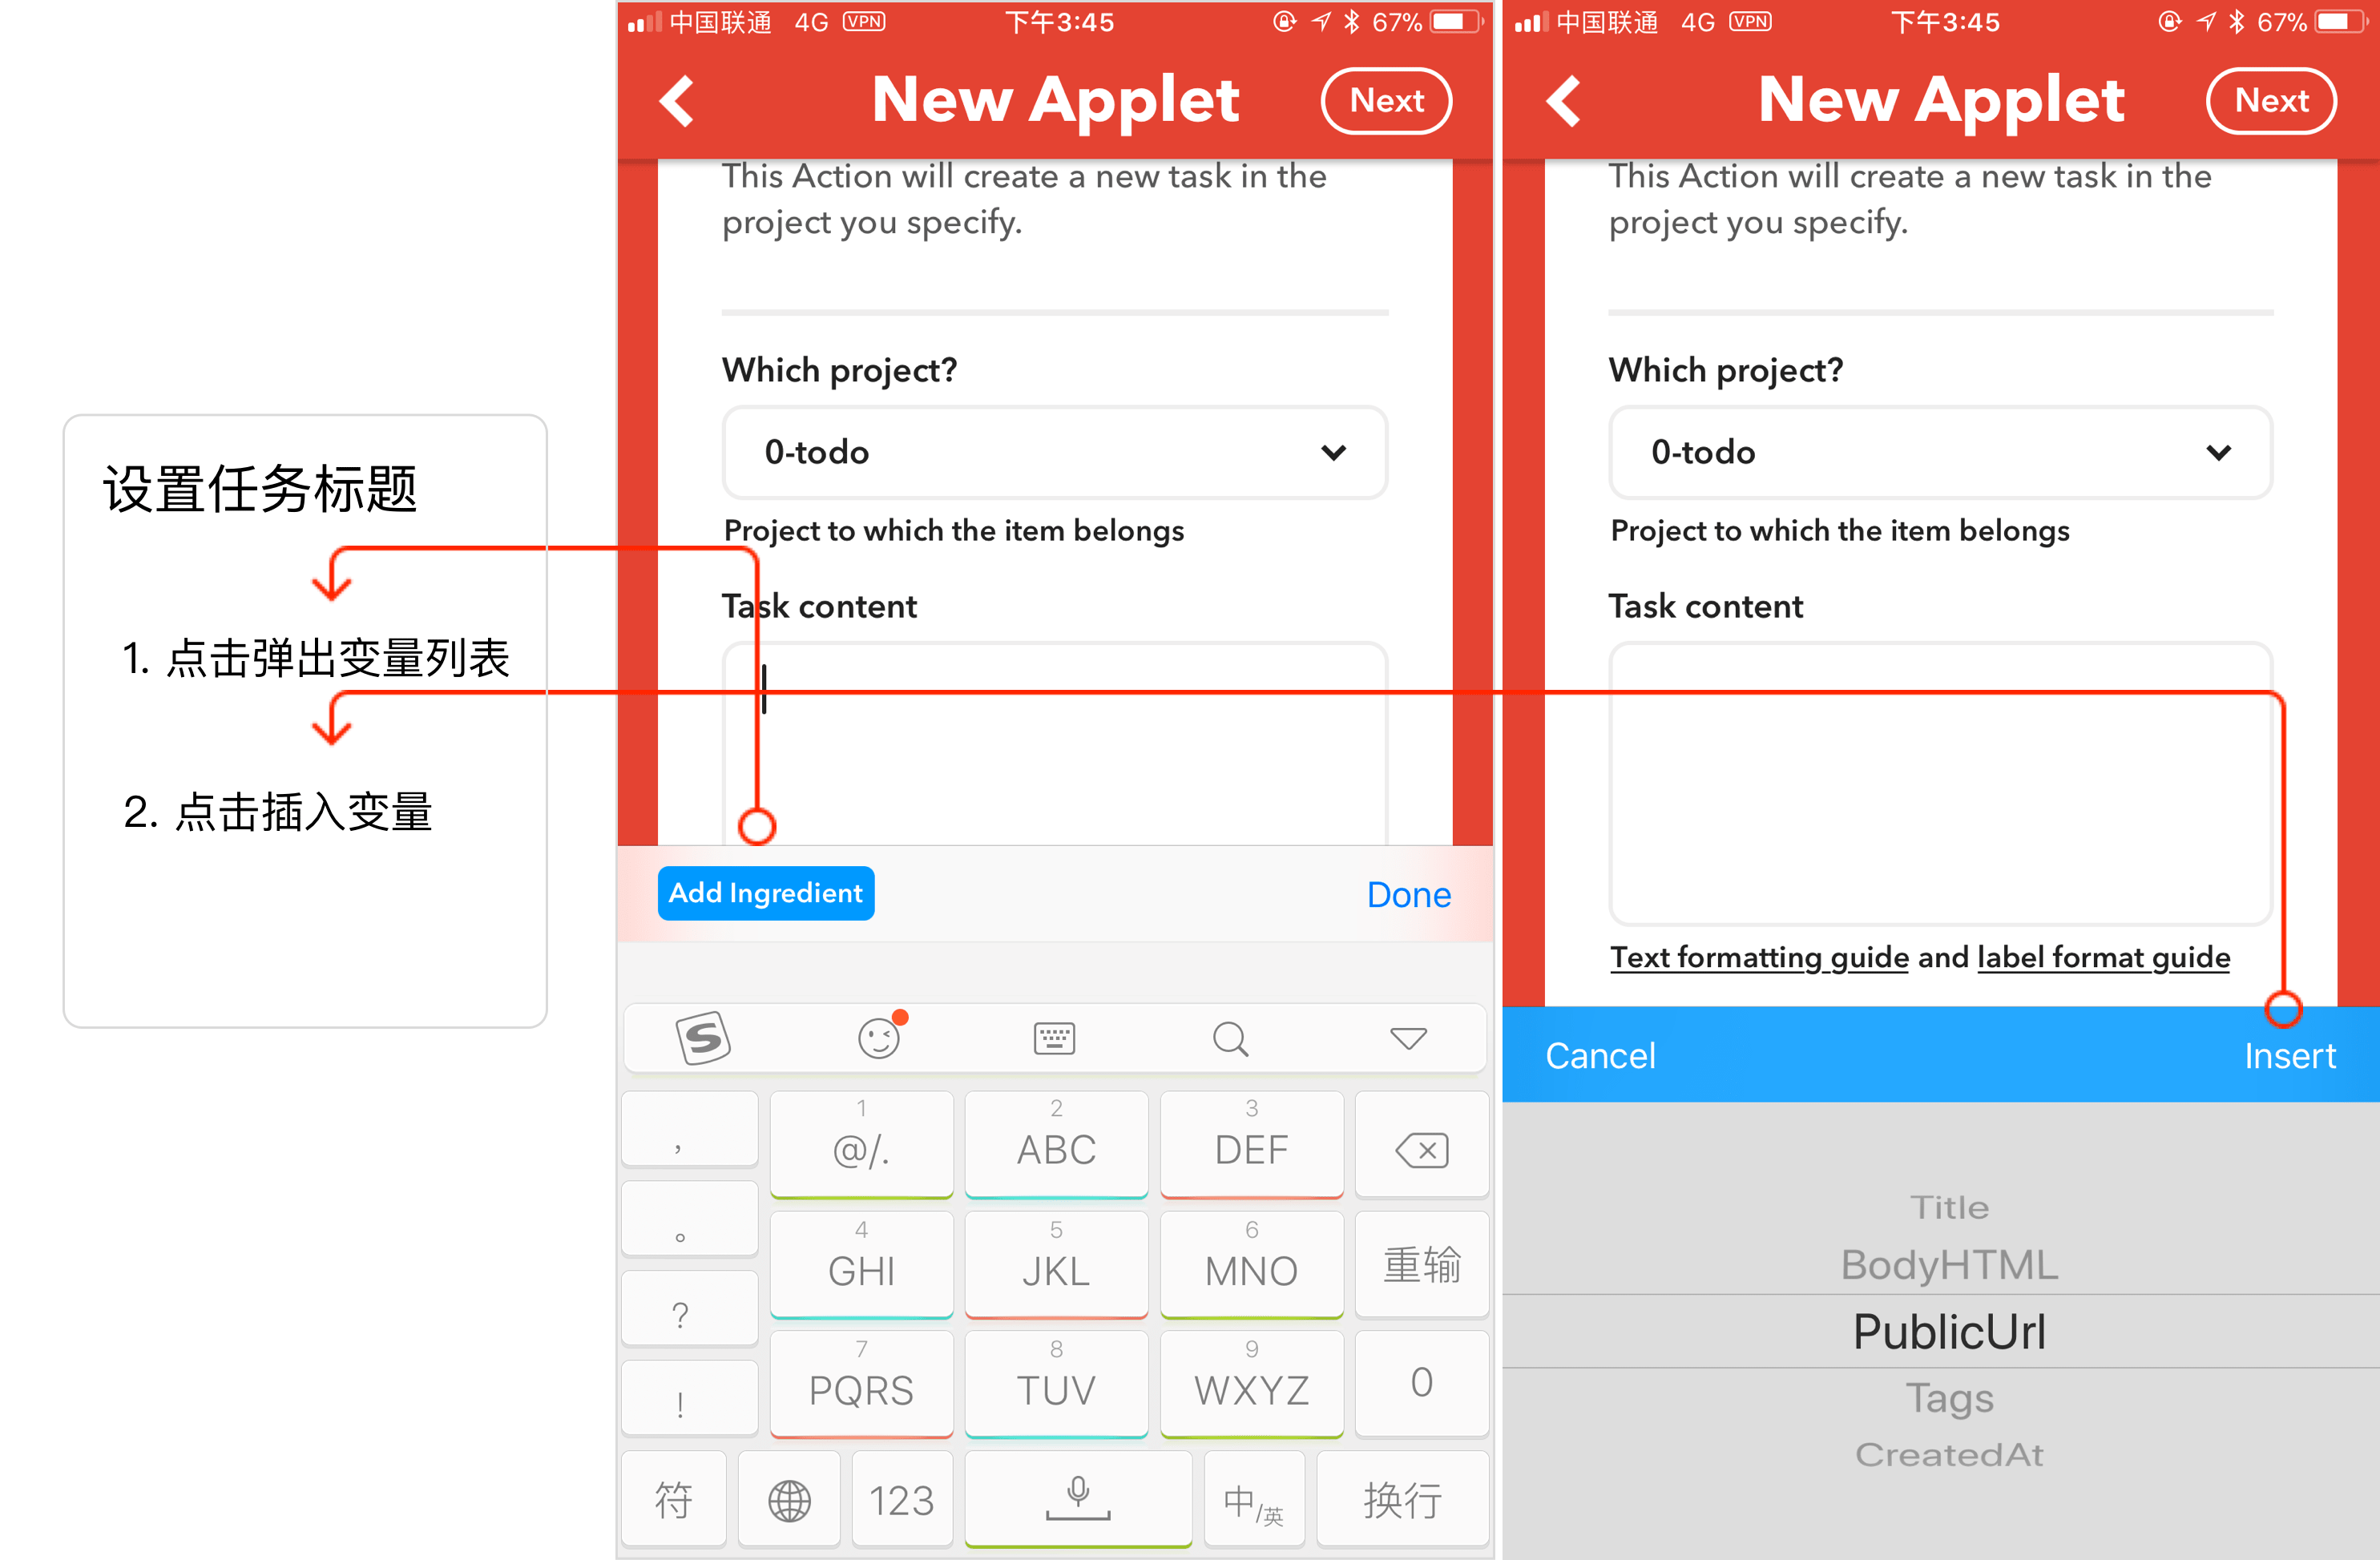 设置任务标题
1. 点击弹出变量列表
2. 点击插入变量
中国联通 4G VPN 下午3:45 67%
New Applet
Next
This Action will create a new task in the
project you specify.
Which project?
0-todo
Project to which the item belongs
Task content
Add Ingredient
Done
S
，
1
@/.
2
ABC
3
DEF
。
4
GHI
5
JKL
6
MNO
重输
?
7
PQRS
8
TUV
9
WXYZ
0
!
符
123
中/英
换行
中国联通 4G VPN 下午3:45 67%
New Applet
Next
This Action will create a new task in the
project you specify.
Which project?
0-todo
Project to which the item belongs
Task content
Text formatting guide and label format guide
Cancel
Insert
Title
BodyHTML
PublicUrl
Tags
CreatedAt